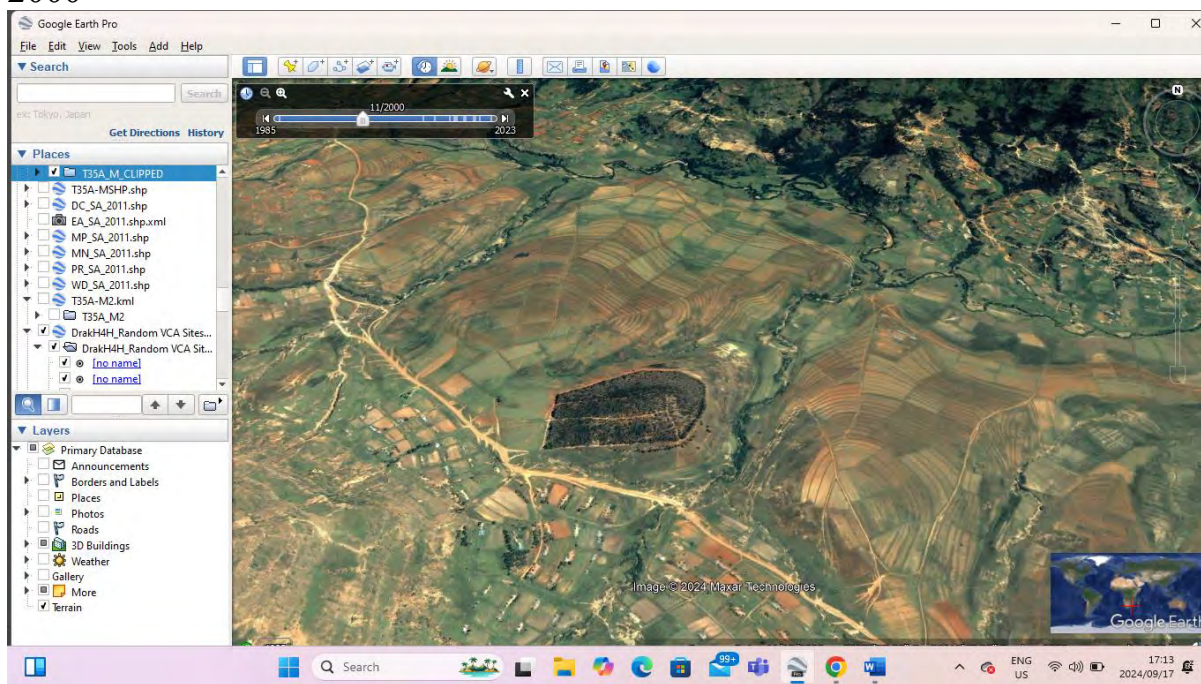 2000
Google Earth Pro
File Edit View Tools Add Help
Search
Search
ex: Tokyo, Japan
Get Directions History
Places
T35A_M_CLIPPED
T35A-MSHP.shp
DC_SA_2011.shp
EA_SA_2011.shp.xml
MP_SA_2011.shp
MN_SA_2011.shp
PR_SA_2011.shp
WD_SA_2011.shp
T35A-M2.kml
T35A_M2
DrakH4H_Random VCA Sites...
DrakH4H_Random VCA Sit...
[no name]
[no name]
Layers
Primary Database
Announcements
Borders and Labels
Places
Photos
Roads
3D Buildings
Weather
Gallery
More
Terrain
11/2000
1985 2023
N
Image © 2024 Maxar Technologies
Google Earth
Search
99+
ENG
US
17:13
2024/09/17